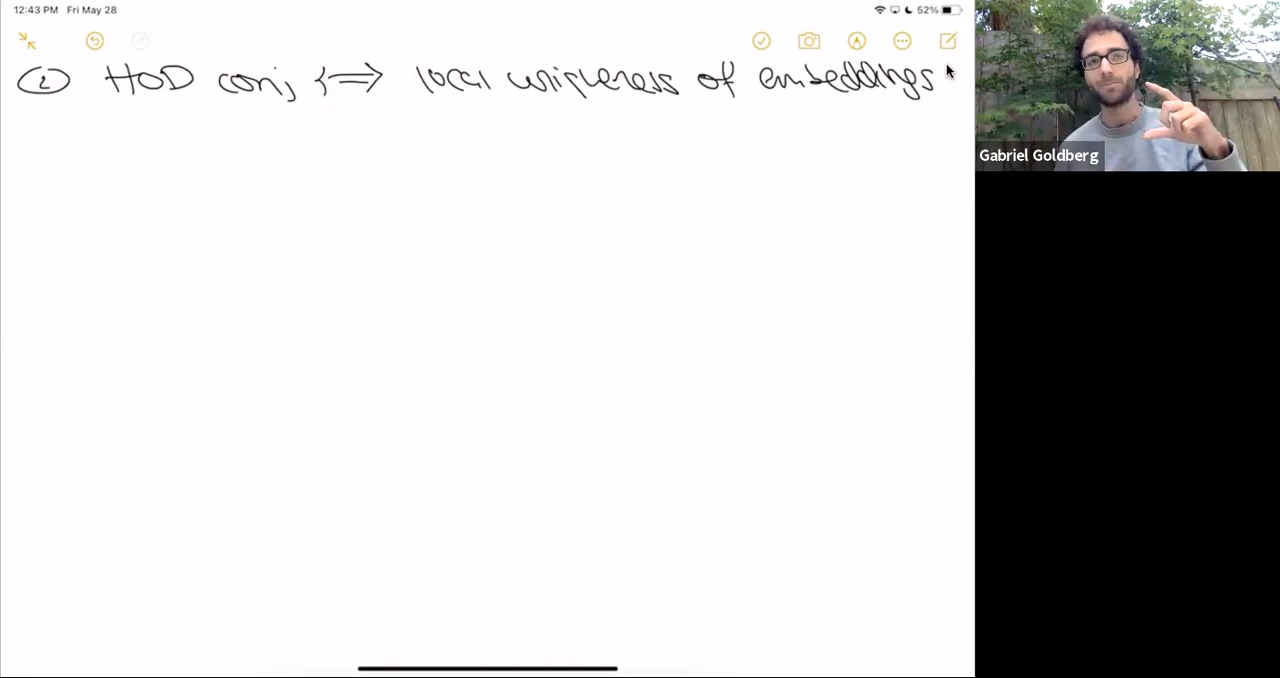 12:43 PM Fri May 28
52%
② HOD conj ⟺ local uniqueness of embeddings
Gabriel Goldberg